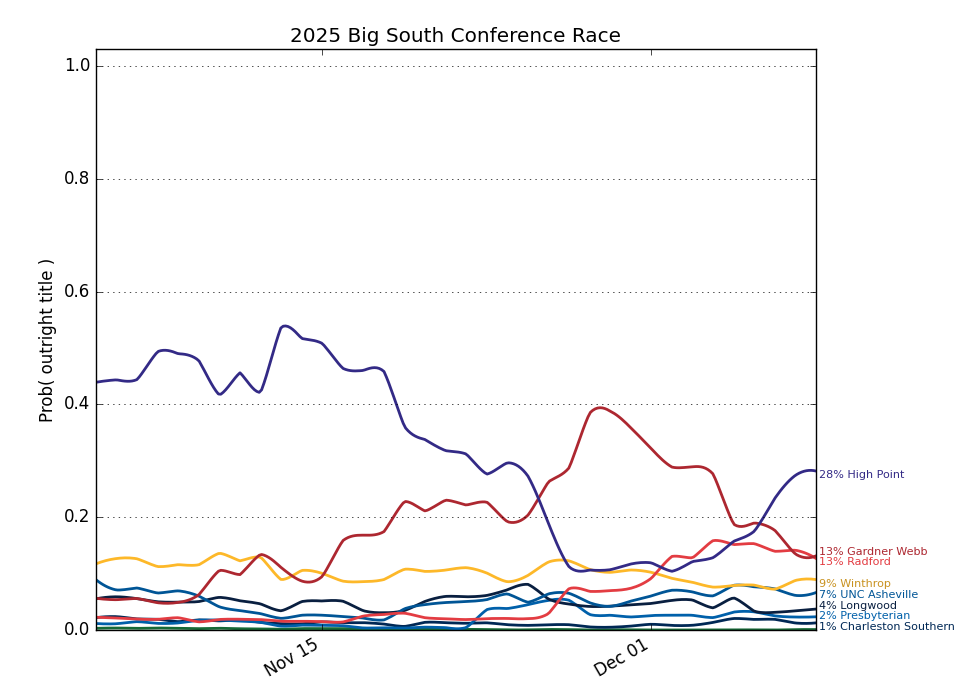 2025 Big South Conference Race
Prob( outright title )
1.0
0.8
0.6
0.4
0.2
0.0
Nov 15
Dec 01
28% High Point
13% Gardner Webb
13% Radford
9% Winthrop
7% UNC Asheville
4% Longwood
2% Presbyterian
1% Charleston Southern